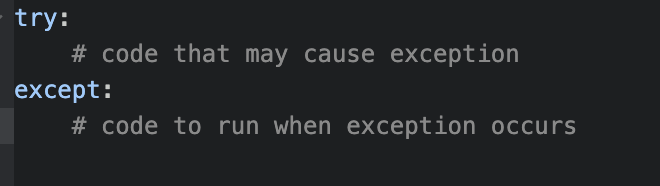 try:
    # code that may cause exception
except:
    # code to run when exception occurs